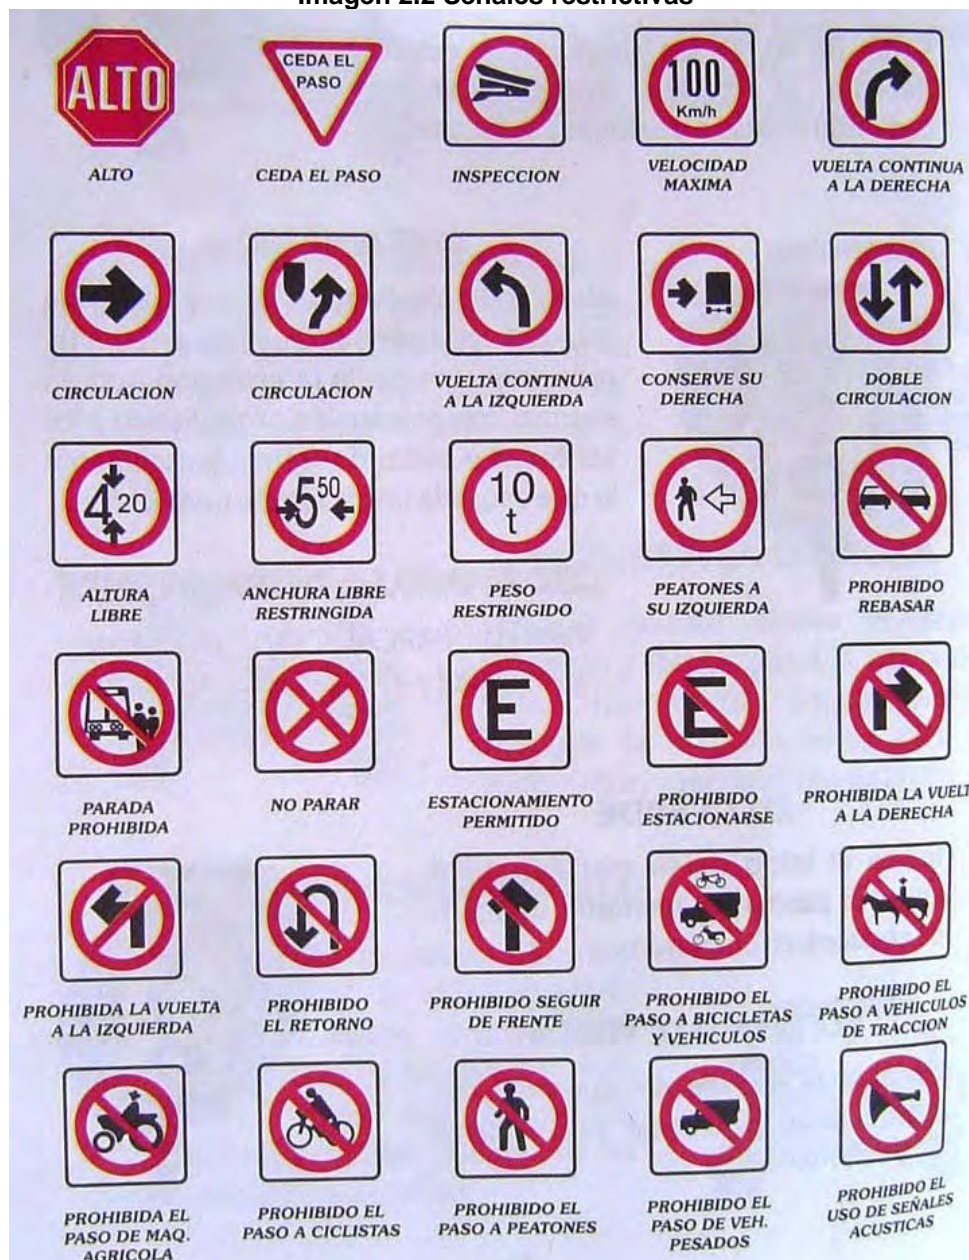 Imagen 2.2 Señales restrictivas
ALTO
CEDA EL
PASO
100
Km/h
ALTO
CEDA EL PASO
INSPECCION
VELOCIDAD
MAXIMA
VUELTA CONTINUA
A LA DERECHA
CIRCULACION
CIRCULACION
VUELTA CONTINUA
A LA IZQUIERDA
CONSERVE SU
DERECHA
DOBLE
CIRCULACION
4 20
5 50
10
t
ALTURA
LIBRE
ANCHURA LIBRE
RESTRINGIDA
PESO
RESTRINGIDO
PEATONES A
SU IZQUIERDA
PROHIBIDO
REBASAR
E
E
PARADA
PROHIBIDA
NO PARAR
ESTACIONAMIENTO
PERMITIDO
PROHIBIDO
ESTACIONARSE
PROHIBIDA LA VUELT
A LA DERECHA
PROHIBIDA LA VUELTA
A LA IZQUIERDA
PROHIBIDO
EL RETORNO
PROHIBIDO SEGUIR
DE FRENTE
PROHIBIDO EL
PASO A BICICLETAS
Y VEHICULOS
PROHIBIDO EL
PASO A VEHICULOS
DE TRACCION
PROHIBIDA EL
PASO DE MAQ.
AGRICOLA
PROHIBIDO EL
PASO A CICLISTAS
PROHIBIDO EL
PASO A PEATONES
PROHIBIDO EL
PASO DE VEH.
PESADOS
PROHIBIDO EL
USO DE SEÑALES
ACUSTICAS